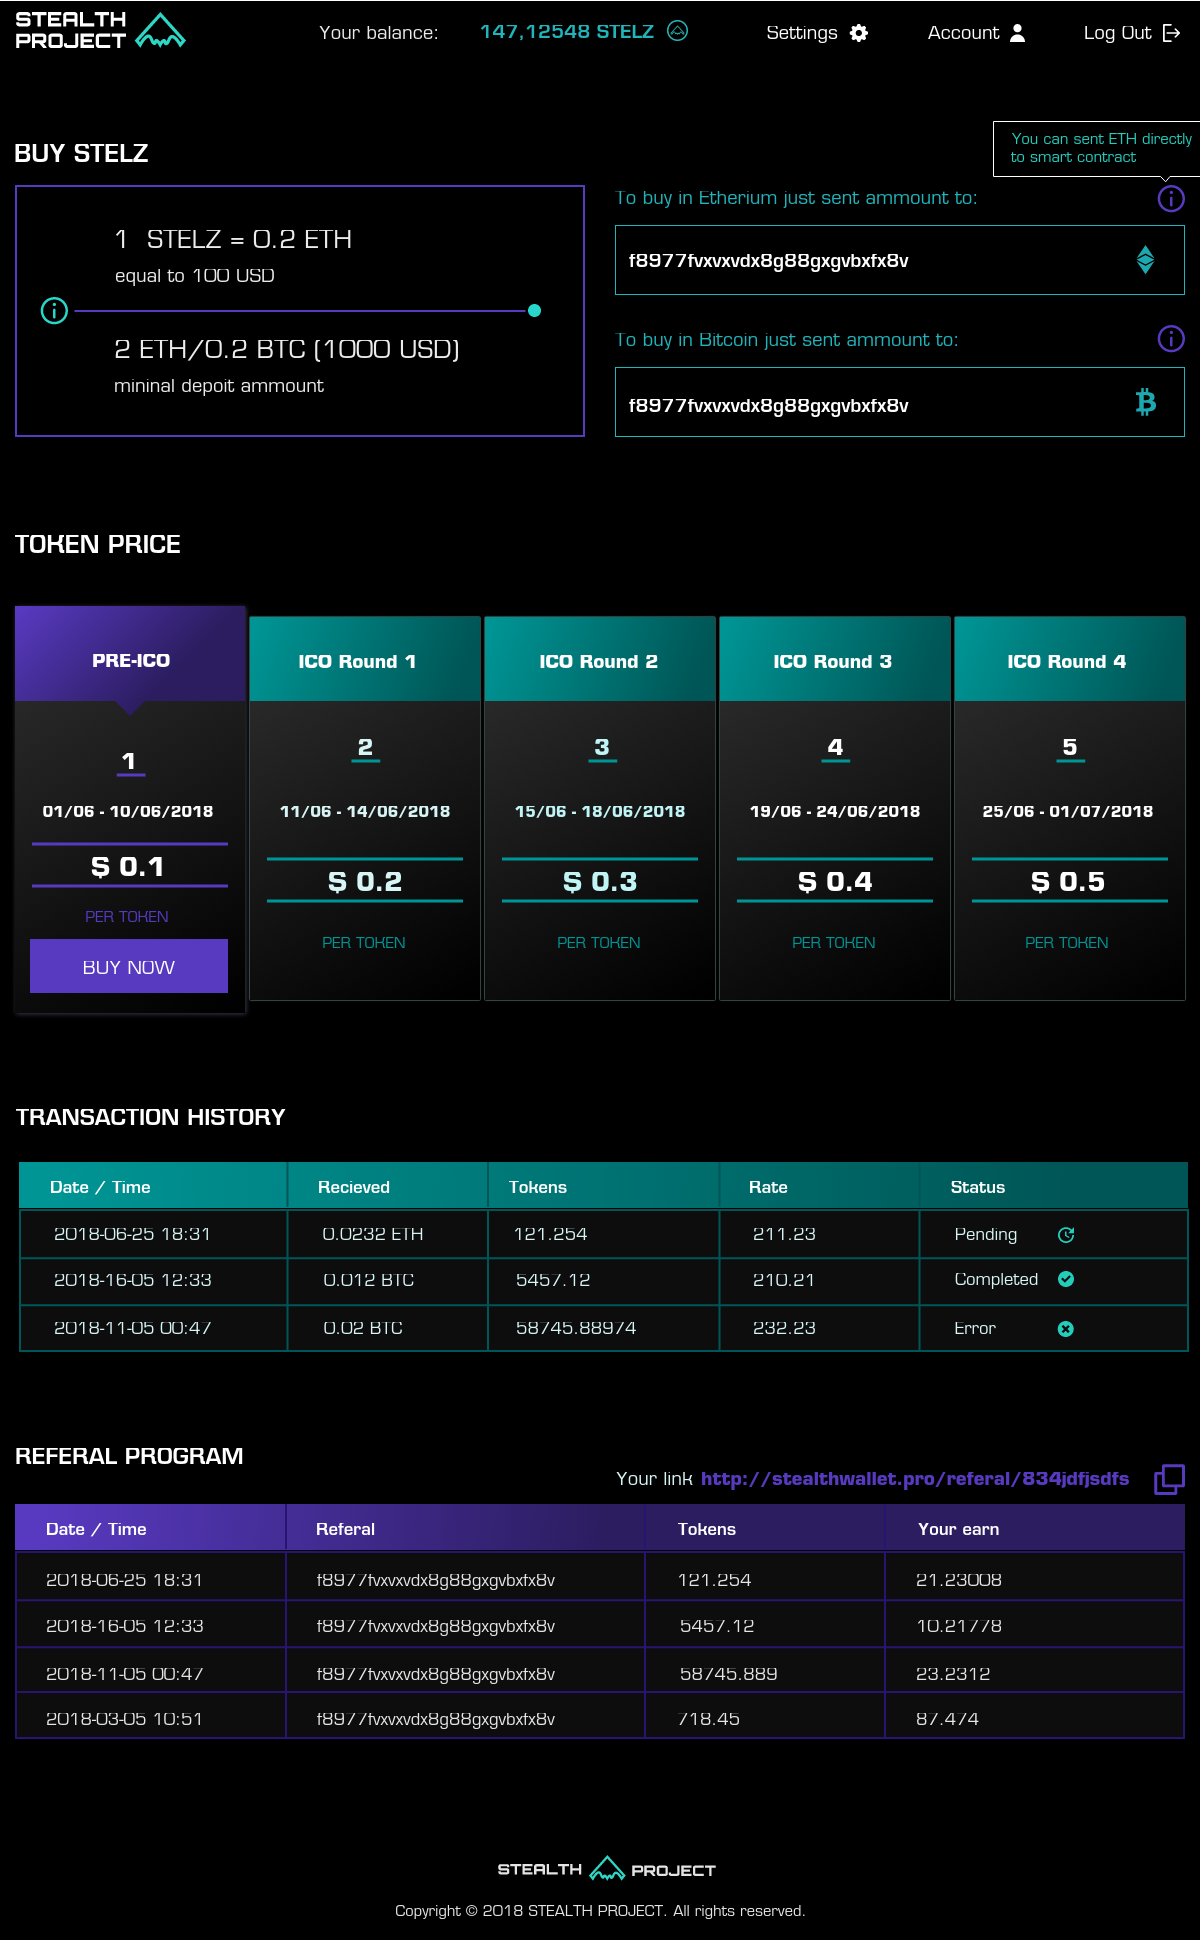 STEALTH
PROJECT
Your balance: 147,12548 STELZ
Settings
Account
Log Out
BUY STELZ
You can sent ETH directly
to smart contract
1 STELZ = 0.2 ETH
equal to 100 USD
2 ETH/0.2 BTC (1000 USD)
mininal depoit ammount
To buy in Etherium just sent ammount to:
f8977fvxvxvdx8g88gxgvbxfx8v
To buy in Bitcoin just sent ammount to:
f8977fvxvxvdx8g88gxgvbxfx8v
TOKEN PRICE
PRE-ICO
1
01/06 - 10/06/2018
$ 0.1
PER TOKEN
BUY NOW
ICO Round 1
2
11/06 - 14/06/2018
$ 0.2
PER TOKEN
ICO Round 2
3
15/06 - 18/06/2018
$ 0.3
PER TOKEN
ICO Round 3
4
19/06 - 24/06/2018
$ 0.4
PER TOKEN
ICO Round 4
5
25/06 - 01/07/2018
$ 0.5
PER TOKEN
TRANSACTION HISTORY
Date / Time Recieved Tokens Rate Status
2018-06-25 18:31 0.0232 ETH 121.254 211.23 Pending
2018-16-05 12:33 0.012 BTC 5457.12 210.21 Completed
2018-11-05 00:47 0.02 BTC 58745.88974 232.23 Error
REFERAL PROGRAM
Your link http://stealthwallet.pro/referal/834jdfjsdfs
Date / Time Referal Tokens Your earn
2018-06-25 18:31 f8977fvxvxvdx8g88gxgvbxfx8v 121.254 21.23008
2018-16-05 12:33 f8977fvxvxvdx8g88gxgvbxfx8v 5457.12 10.21778
2018-11-05 00:47 f8977fvxvxvdx8g88gxgvbxfx8v 58745.889 23.2312
2018-03-05 10:51 f8977fvxvxvdx8g88gxgvbxfx8v 718.45 87.474
STEALTH PROJECT
Copyright © 2018 STEALTH PROJECT. All rights reserved.